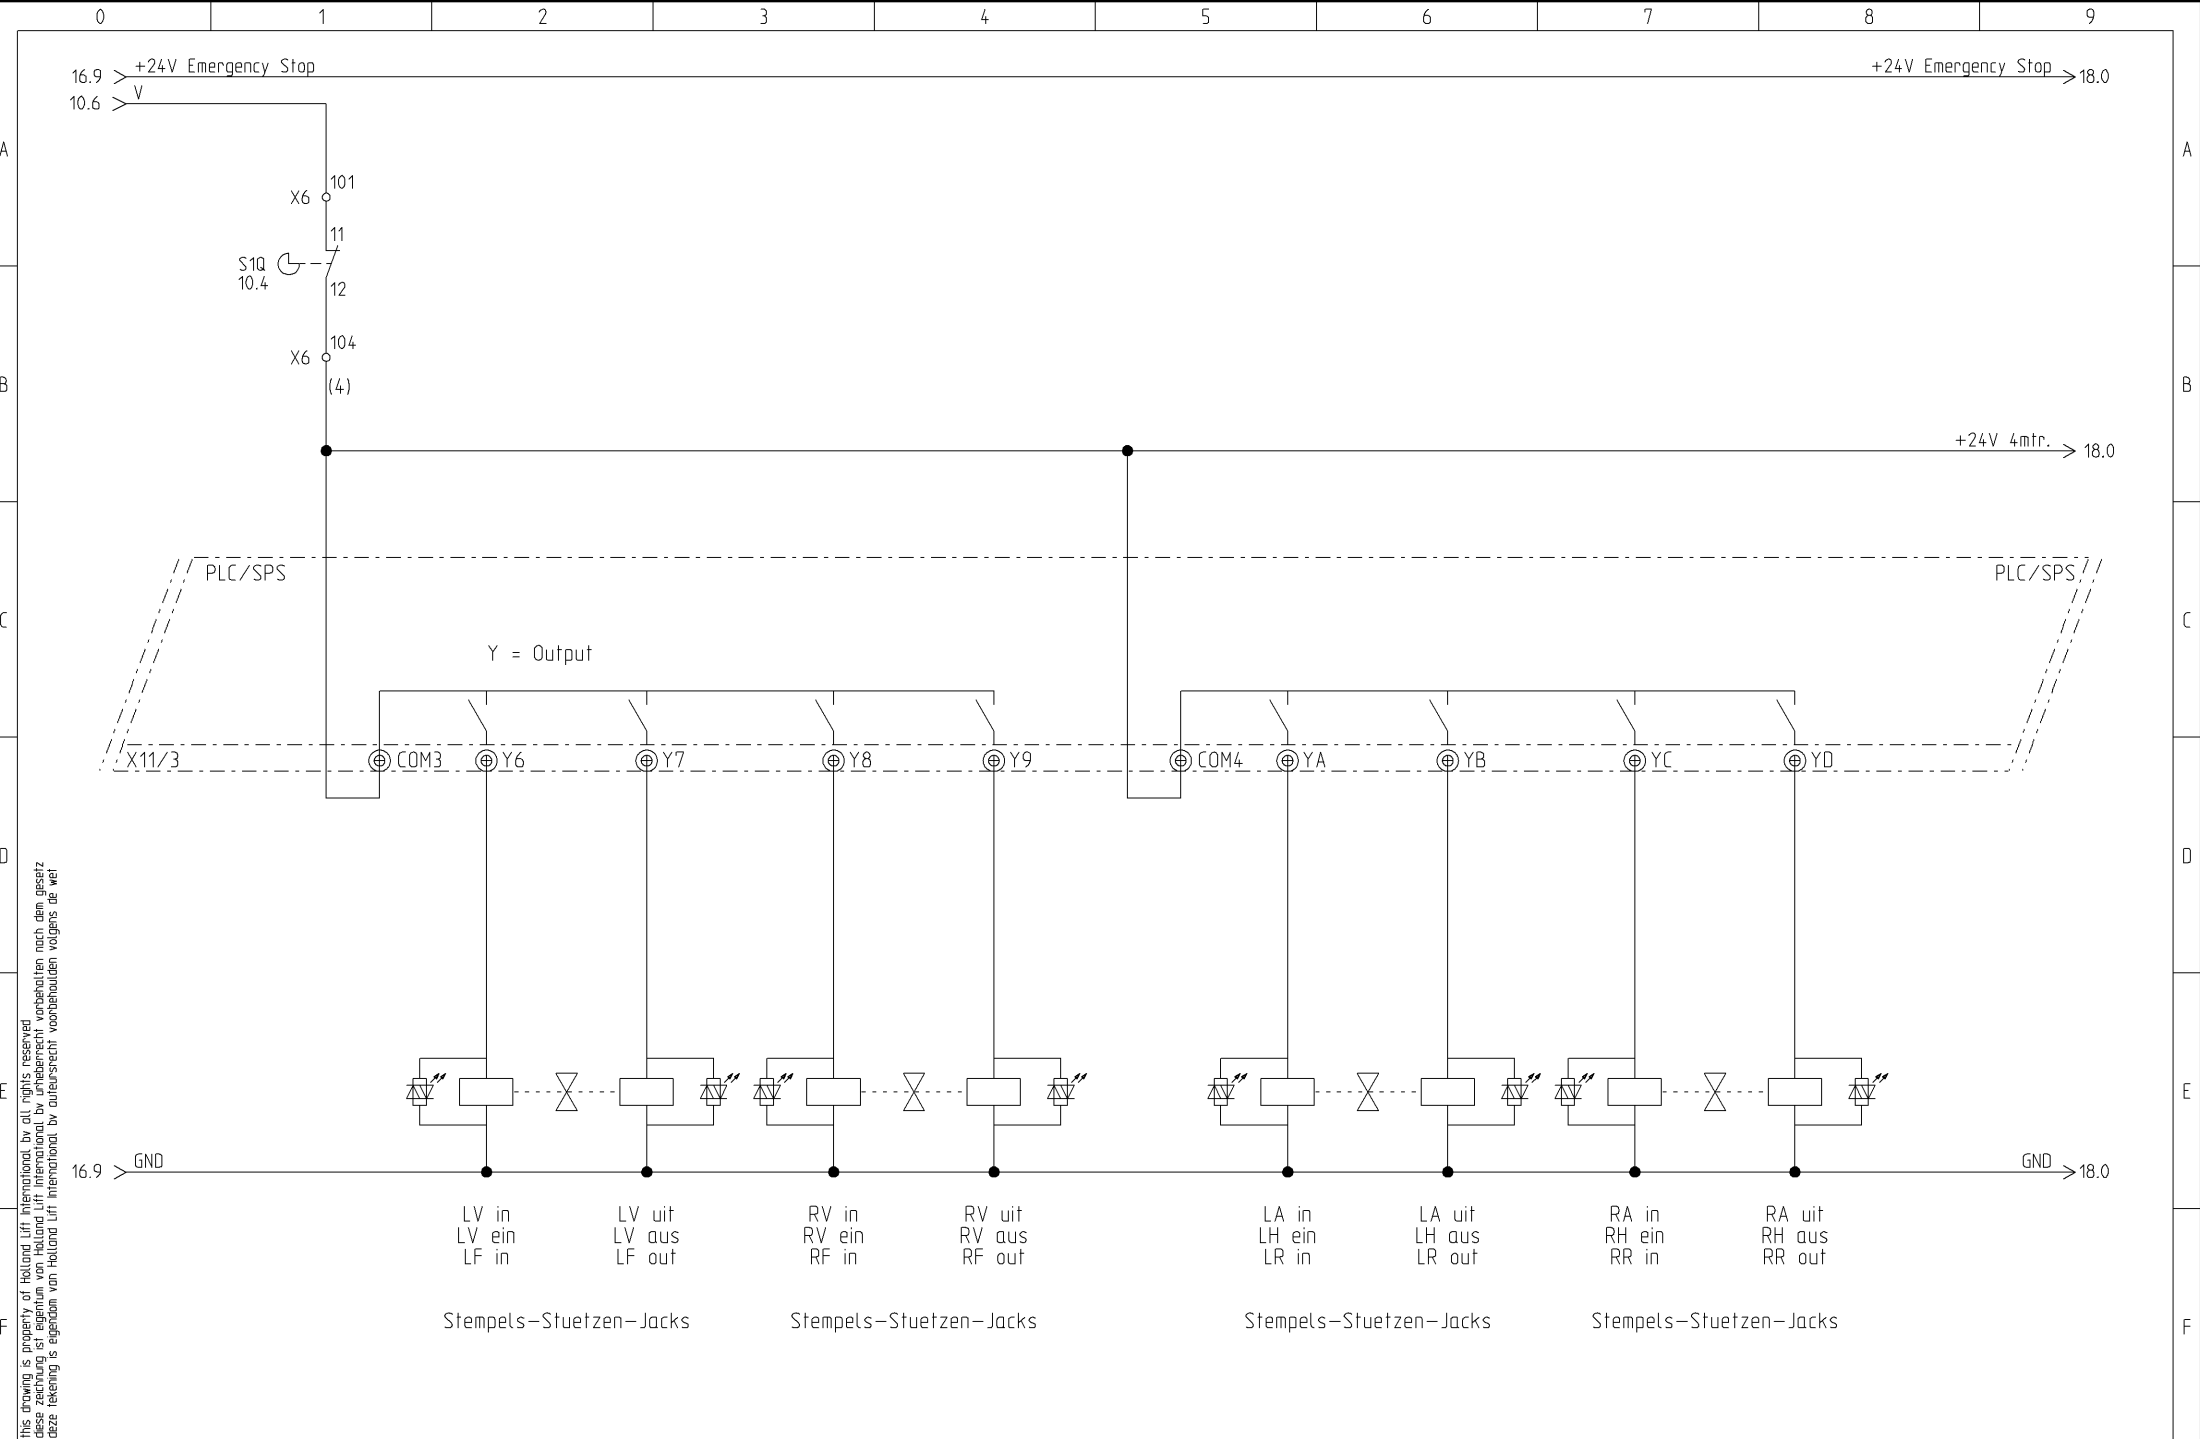 0 1 2 3 4 5 6 7 8 9
16.9 +24V Emergency Stop +24V Emergency Stop 18.0
10.6 V
A A
101
X6
11
S1Q
10.4
12
104
X6
(4)
B B
+24V 4mtr. 18.0
PLC/SPS PLC/SPS
C C
Y = Output
X11/3 COM3 Y6 Y7 Y8 Y9 COM4 YA YB YC YD
D D
E E
16.9 GND GND 18.0
LV in LV uit RV in RV uit LA in LA uit RA in RA uit
LV ein LV aus RV ein RV aus LH ein LH aus RH ein RH aus
LF in LF out RF in RF out LR in LR out RR in RR out
Stempels-Stuetzen-Jacks Stempels-Stuetzen-Jacks Stempels-Stuetzen-Jacks Stempels-Stuetzen-Jacks
F F
this drawing is property of Holland Lift International bv all rights reserved
diese zeichnung ist eigentum von Holland Lift International bv urheberrecht vorbehalten nach dem gesetz
deze tekening is eigendom van Holland Lift International bv auteursrecht voorbehouden volgens de wet